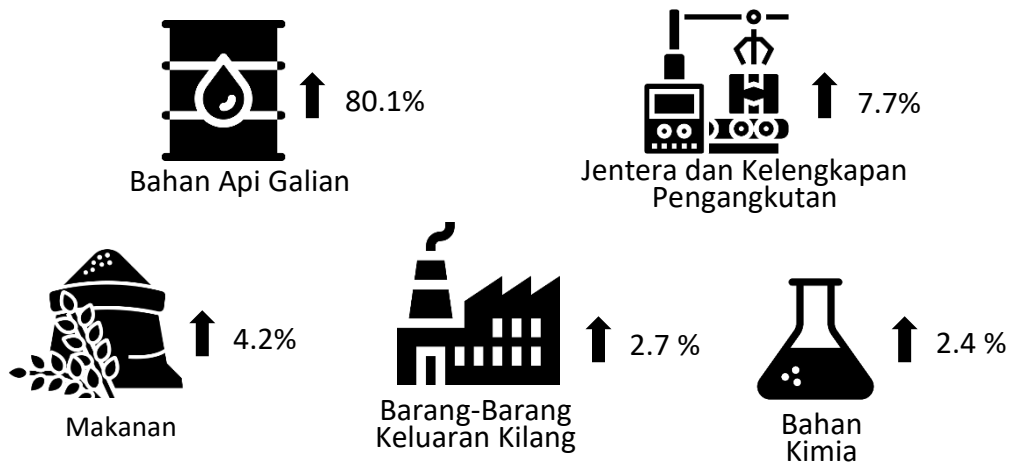 80.1%
Bahan Api Galian
7.7%
Jentera dan Kelengkapan
Pengangkutan
4.2%
Makanan
2.7 %
Barang-Barang
Keluaran Kilang
2.4 %
Bahan
Kimia